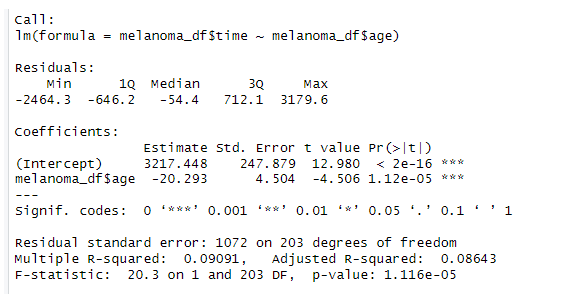 Call:
lm(formula = melanoma_df$time ~ melanoma_df$age)
Residuals:
    Min      1Q  Median      3Q     Max
-2464.3  -646.2   -54.4   712.1  3179.6
Coefficients:
                Estimate Std. Error t value Pr(>|t|)
(Intercept)     3217.448    247.879  12.980  < 2e-16 ***
melanoma_df$age  -20.293      4.504  -4.506 1.12e-05 ***
---
Signif. codes:  0 ‘***’ 0.001 ‘**’ 0.01 ‘*’ 0.05 ‘.’ 0.1 ‘ ’ 1
Residual standard error: 1072 on 203 degrees of freedom
Multiple R-squared:  0.09091,   Adjusted R-squared:  0.08643
F-statistic:  20.3 on 1 and 203 DF,  p-value: 1.116e-05